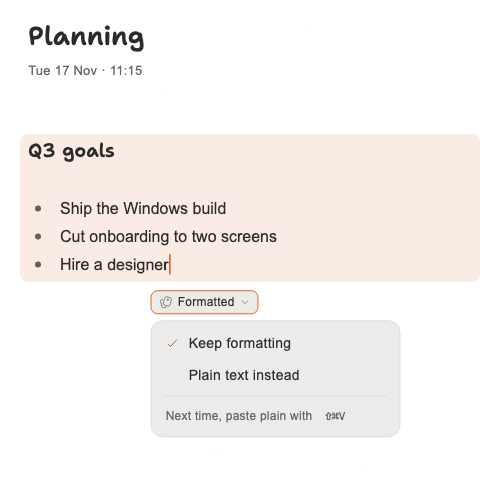 Planning
Tue 17 Nov · 11:15
Q3 goals
• Ship the Windows build
• Cut onboarding to two screens
• Hire a designer
Formatted
Keep formatting
Plain text instead
Next time, paste plain with ⇧⌘V